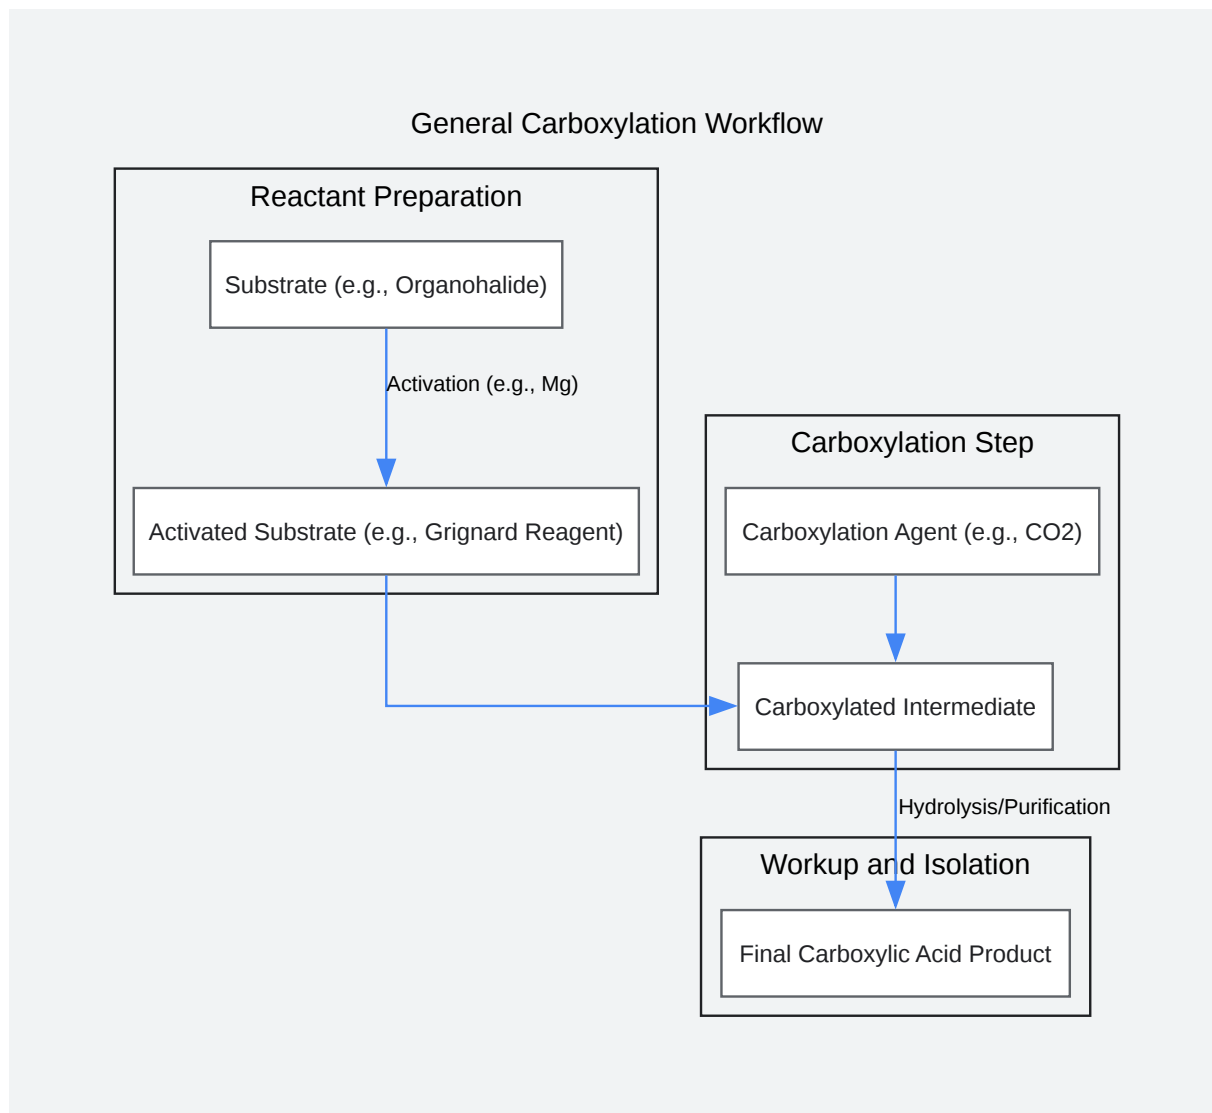 General Carboxylation Workflow
Reactant Preparation
Substrate (e.g., Organohalide)
Activation (e.g., Mg)
Activated Substrate (e.g., Grignard Reagent)
Carboxylation Step
Carboxylation Agent (e.g., CO2)
Carboxylated Intermediate
Hydrolysis/Purification
Workup and Isolation
Final Carboxylic Acid Product